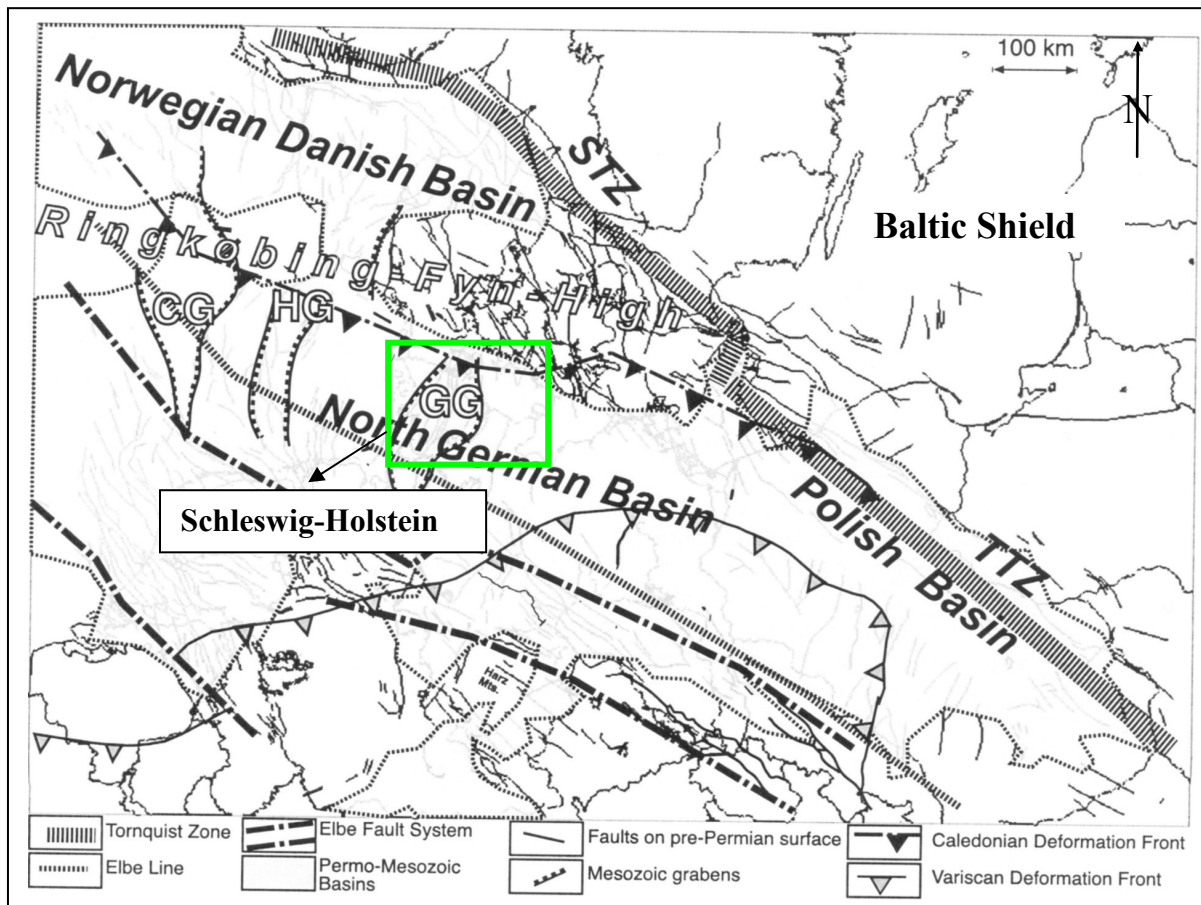 100 km
N
Norwegian Danish Basin
STZ
Baltic Shield
Ringkobing-Fyn-High
CG
HG
GG
North German Basin
Schleswig-Holstein
Polish Basin
TTZ
Harz
Mts.
Tornquist Zone
Elbe Fault System
Faults on pre-Permian surface
Caledonian Deformation Front
Elbe Line
Permo-Mesozoic
Basins
Mesozoic grabens
Variscan Deformation Front